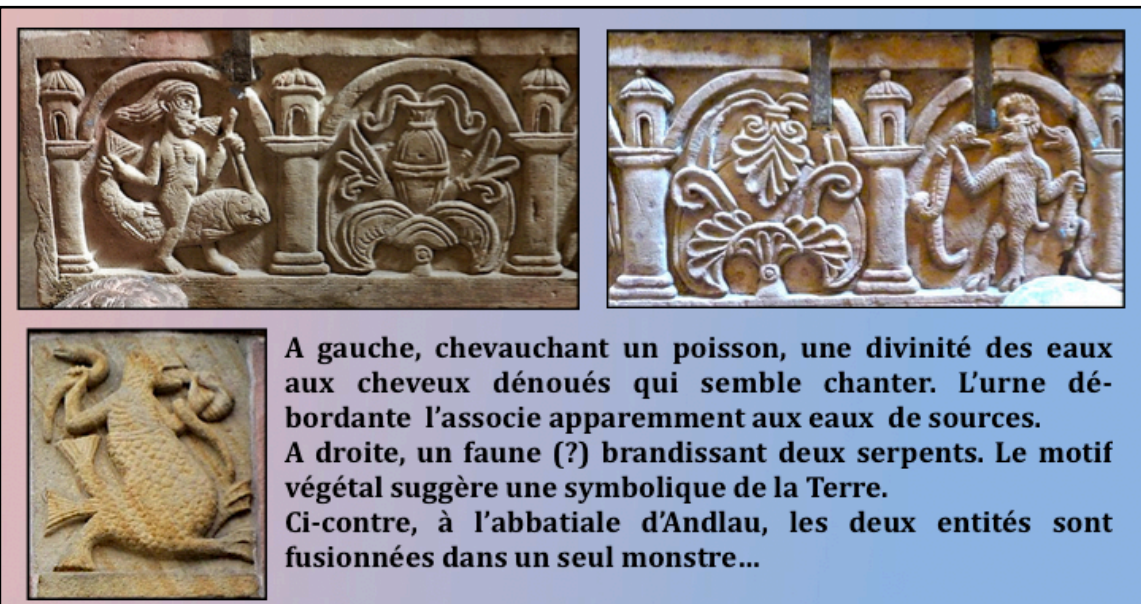 A gauche, chevauchant un poisson, une divinité des eaux
aux cheveux dénoués qui semble chanter. L’urne dé-
bordante l’associe apparemment aux eaux de sources.
A droite, un faune (?) brandissant deux serpents. Le motif
végétal suggère une symbolique de la Terre.
Ci-contre, à l’abbatiale d’Andlau, les deux entités sont
fusionnées dans un seul monstre…